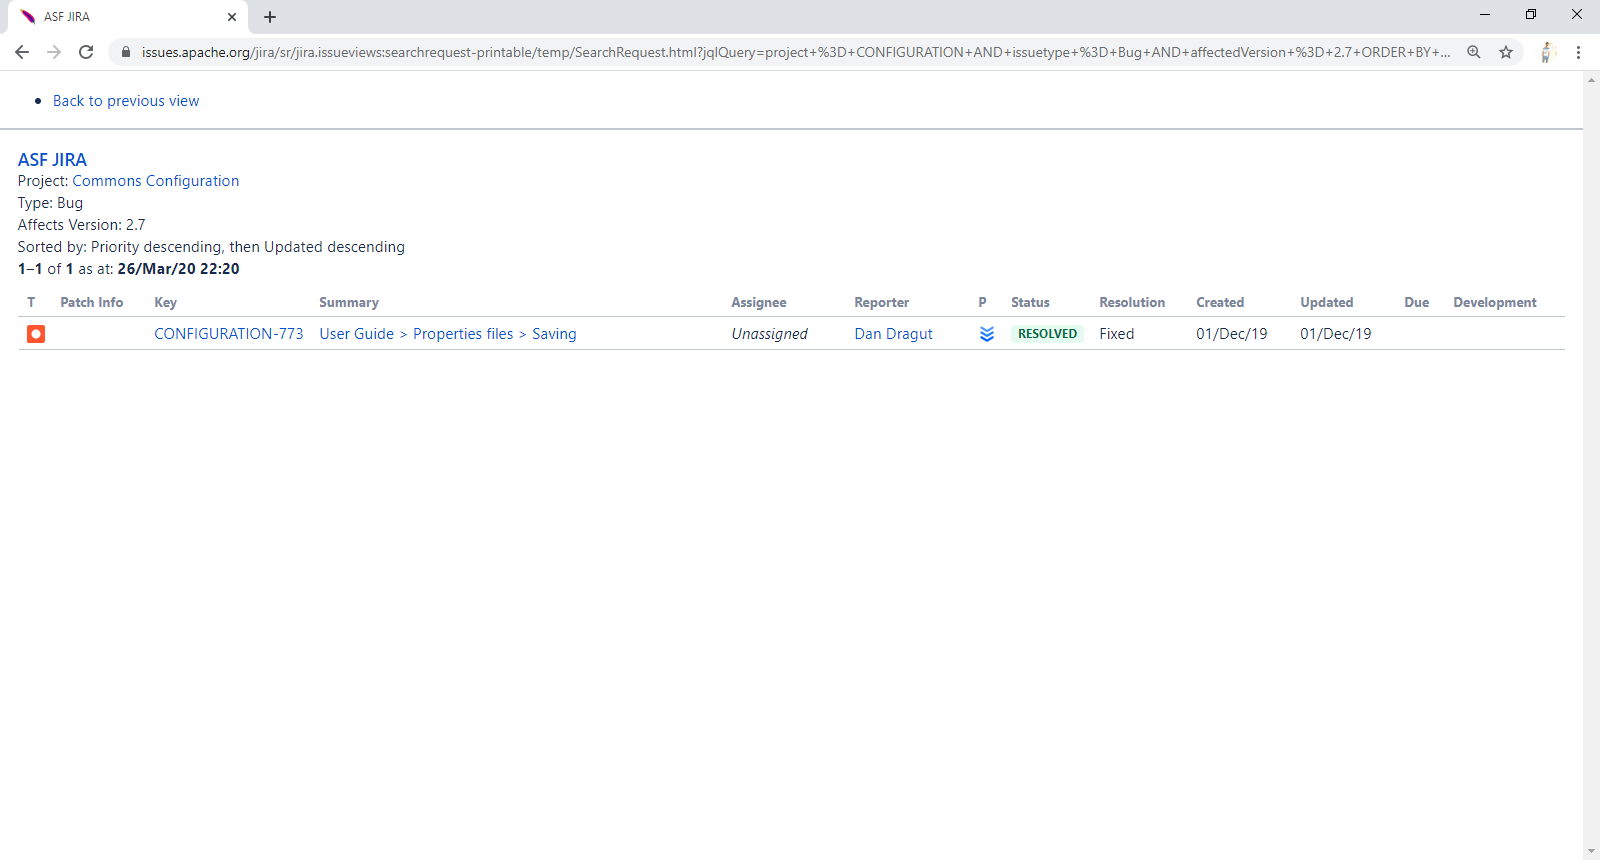 ASF JIRA
issues.apache.org/jira/sr/jira.issueviews:searchrequest-printable/temp/SearchRequest.html?jqlQuery=project+%3D+CONFIGURATION+AND+issuetype+%3D+Bug+AND+affectedVersion+%3D+2.7+ORDER+BY+...
Back to previous view
ASF JIRA
Project: Commons Configuration
Type: Bug
Affects Version: 2.7
Sorted by: Priority descending, then Updated descending
1–1 of 1 as at: 26/Mar/20 22:20
T Patch Info Key Summary Assignee Reporter P Status Resolution Created Updated Due Development
CONFIGURATION-773 User Guide > Properties files > Saving Unassigned Dan Dragut RESOLVED Fixed 01/Dec/19 01/Dec/19